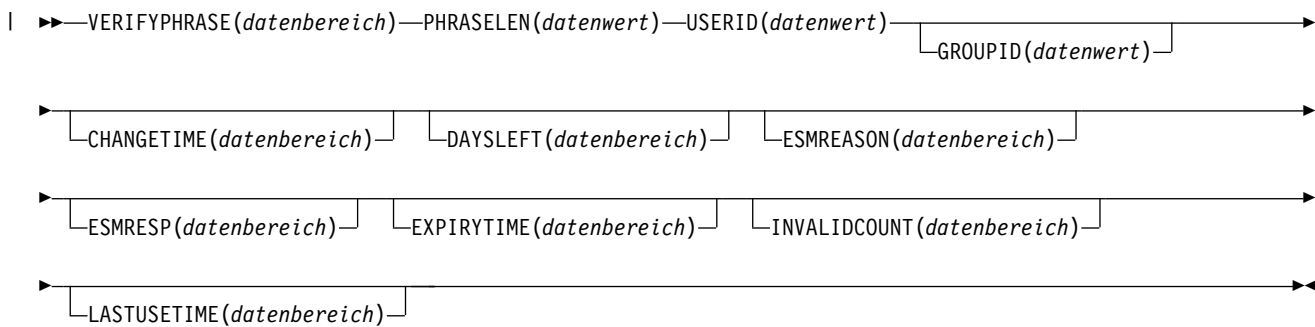 VERIFYPHRASE(datenbereich) PHRASELEN(datenwert) USERID(datenwert)
GROUPID(datenwert)
CHANGETIME(datenbereich) DAYSLEFT(datenbereich) ESMREASON(datenbereich)
ESMRESP(datenbereich) EXPIRYTIME(datenbereich) INVALIDCOUNT(datenbereich)
LASTUSETIME(datenbereich)